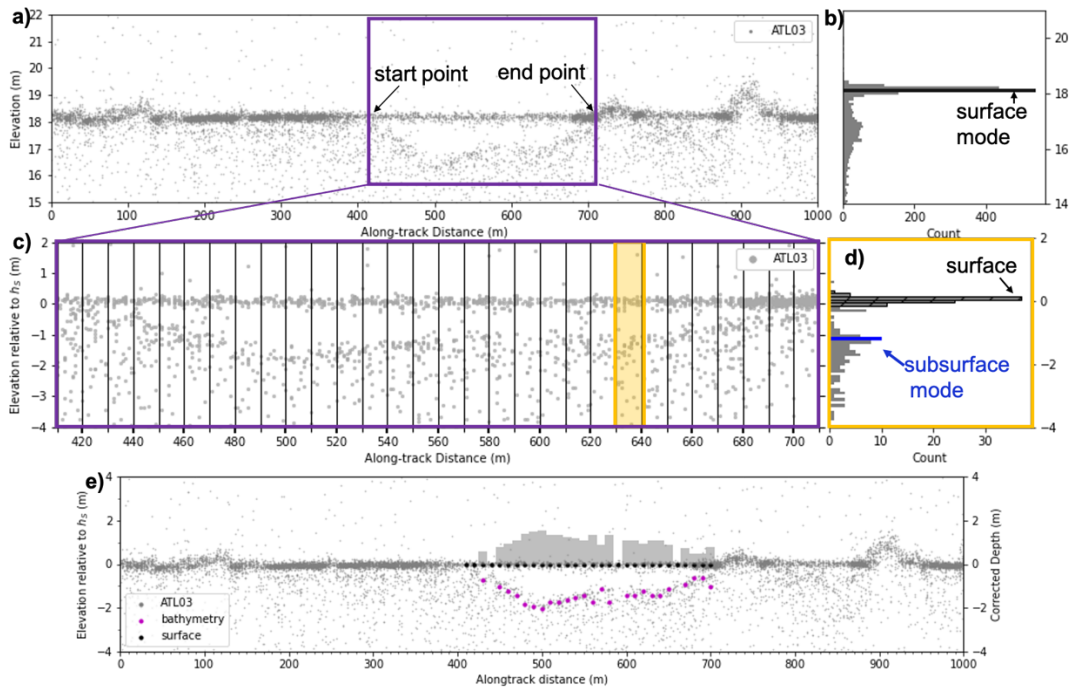 a)
22
21
20
19
18
17
16
15
Elevation (m)
ATL03
start point
end point
0
100
200
300
400
500
600
700
800
900
1000
Along-track Distance (m)
b)
20
18
16
14
surface
mode
0
200
400
Count
c)
2
1
0
-1
-2
-3
-4
Elevation relative to hs (m)
ATL03
420
440
460
480
500
520
540
560
580
600
620
640
660
680
700
Along-track Distance (m)
d)
2
0
-2
-4
surface
subsurface
mode
0
10
20
30
Count
e)
4
2
0
-2
-4
Elevation relative to hS (m)
ATL03
bathymetry
surface
4
2
0
-2
-4
Corrected Depth (m)
0
100
200
300
400
500
600
700
800
900
1000
Alongtrack distance (m)